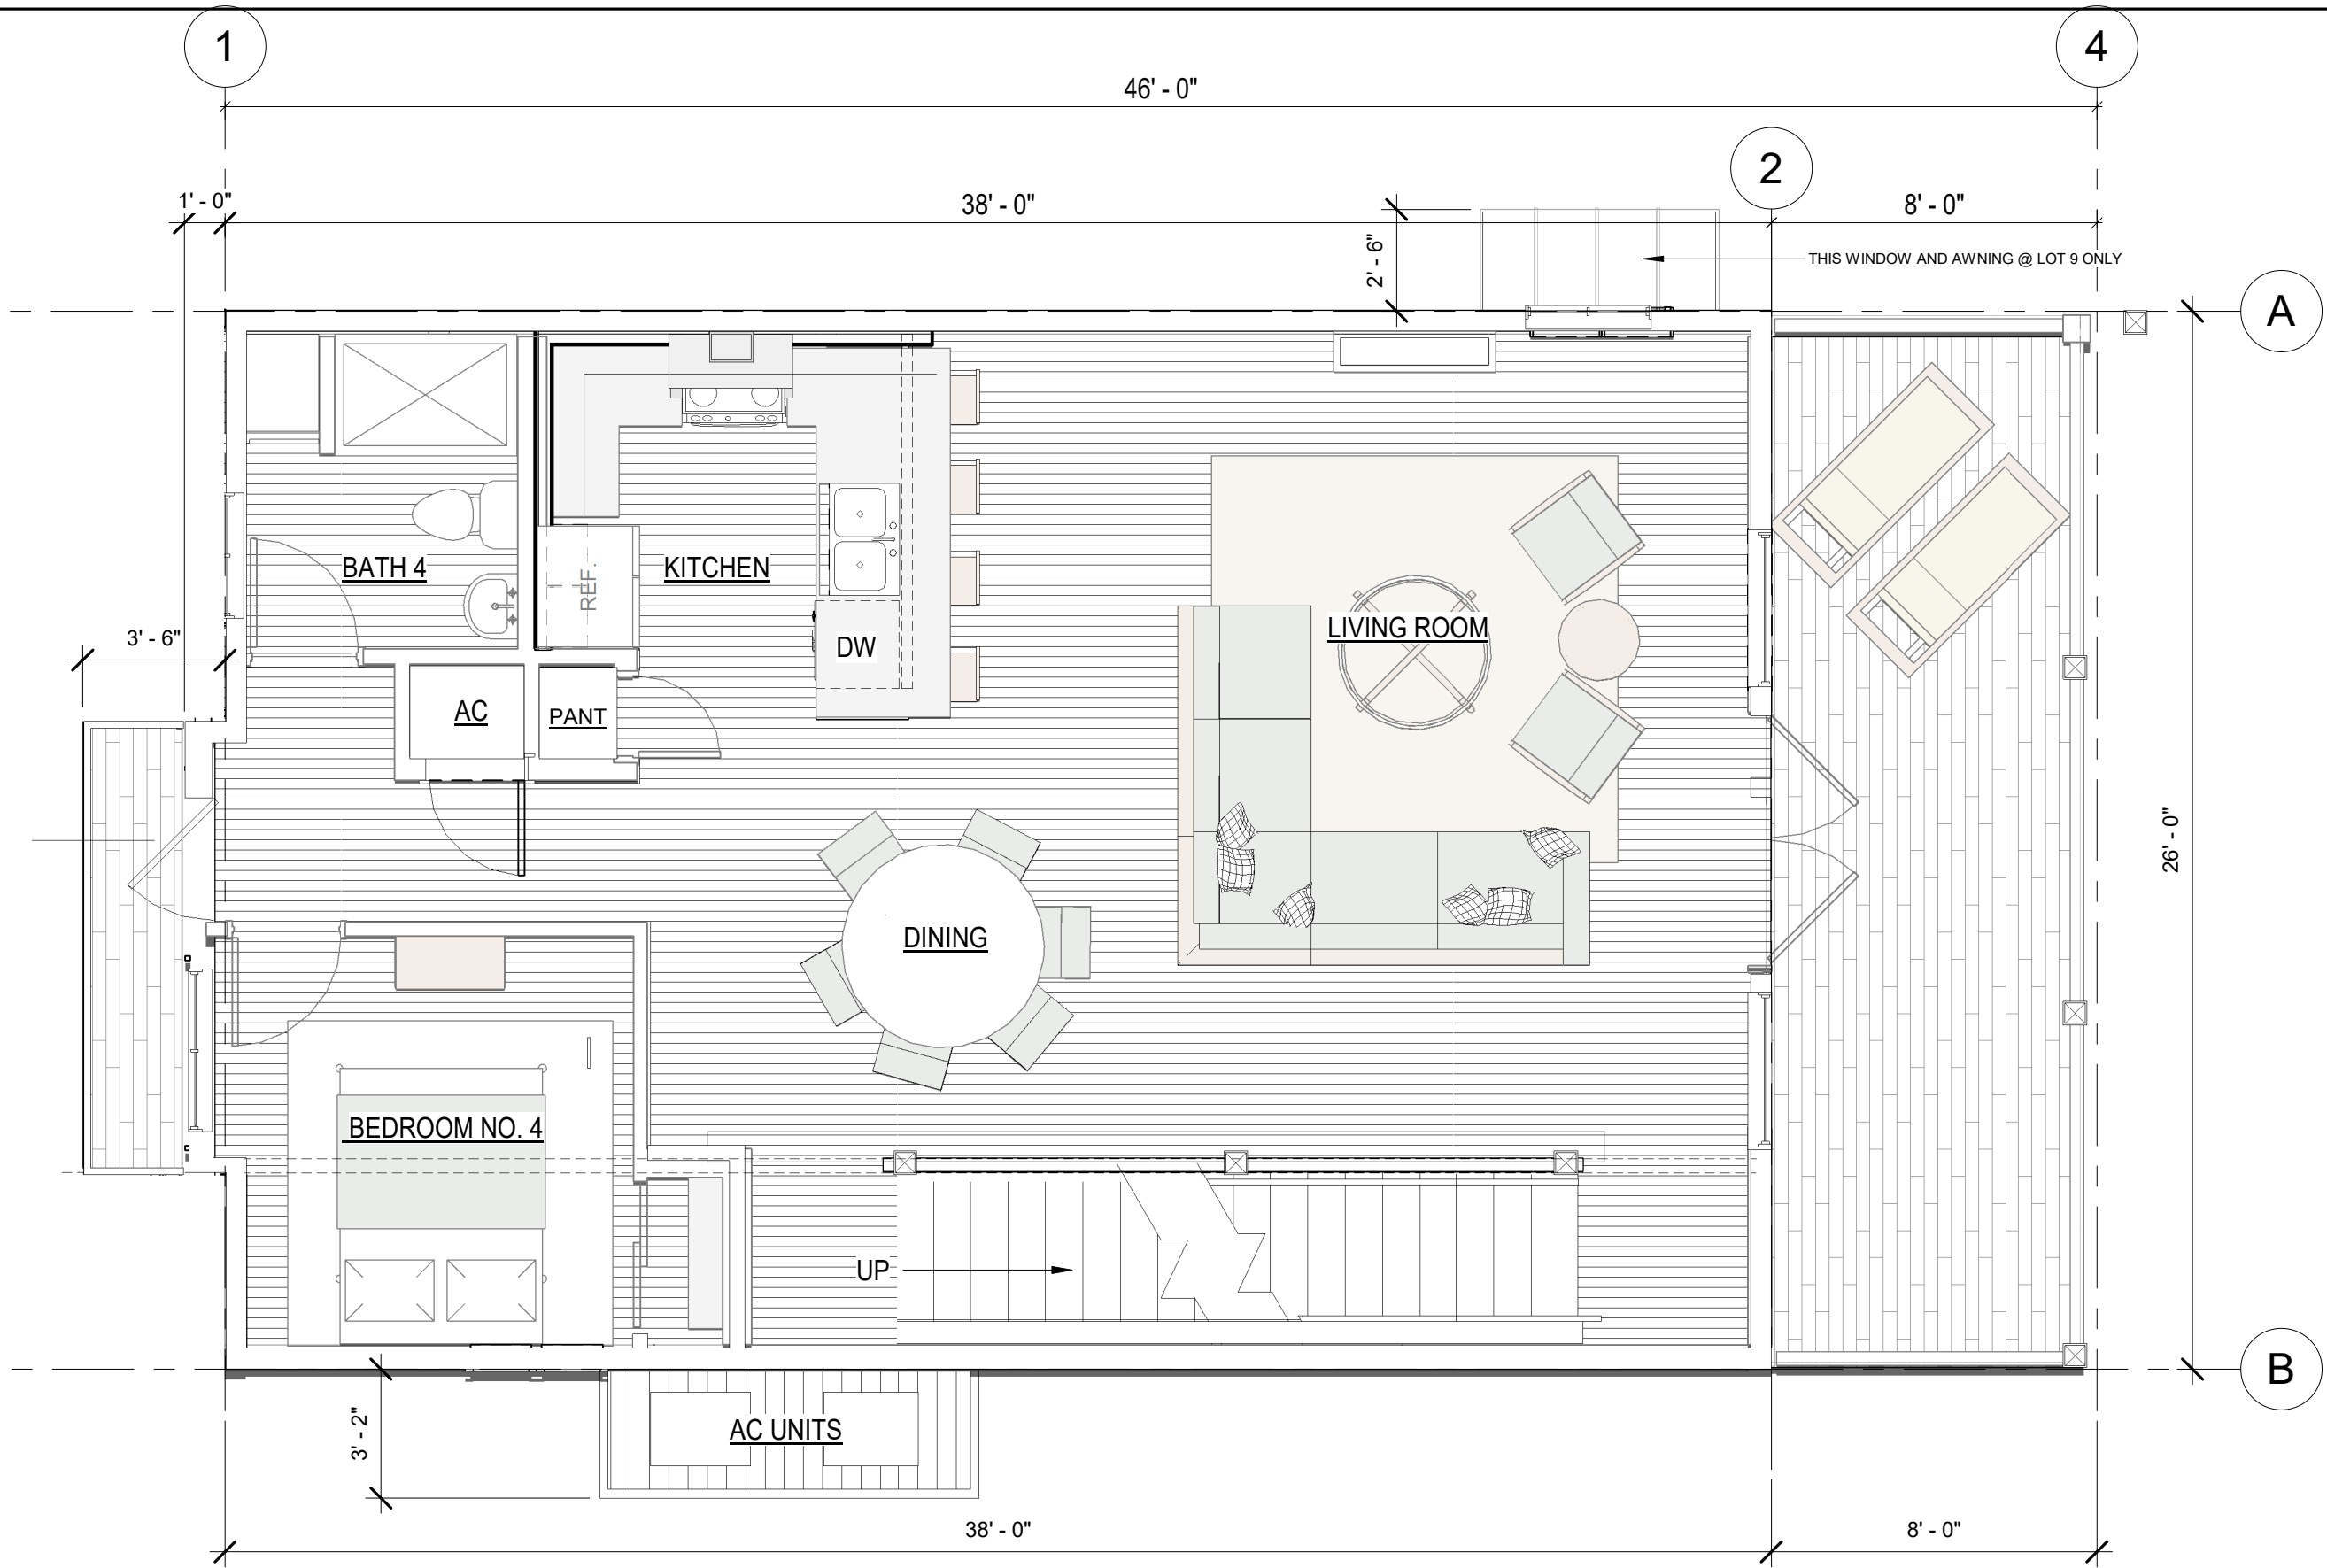 1
4
46' - 0"
2
1' - 0"
38' - 0"
8' - 0"
2' - 6"
THIS WINDOW AND AWNING @ LOT 9 ONLY
A
BATH 4
REF.
KITCHEN
LIVING ROOM
3' - 6"
DW
AC
PANT
26' - 0"
DINING
BEDROOM NO. 4
UP
B
3' - 2"
AC UNITS
38' - 0"
8' - 0"